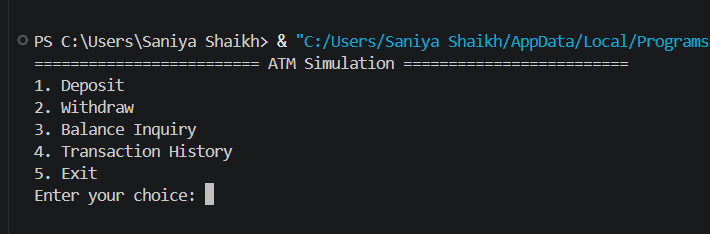 PS C:\Users\Saniya Shaikh> & "C:/Users/Saniya Shaikh/AppData/Local/Programs
========================= ATM Simulation =========================
1. Deposit
2. Withdraw
3. Balance Inquiry
4. Transaction History
5. Exit
Enter your choice: